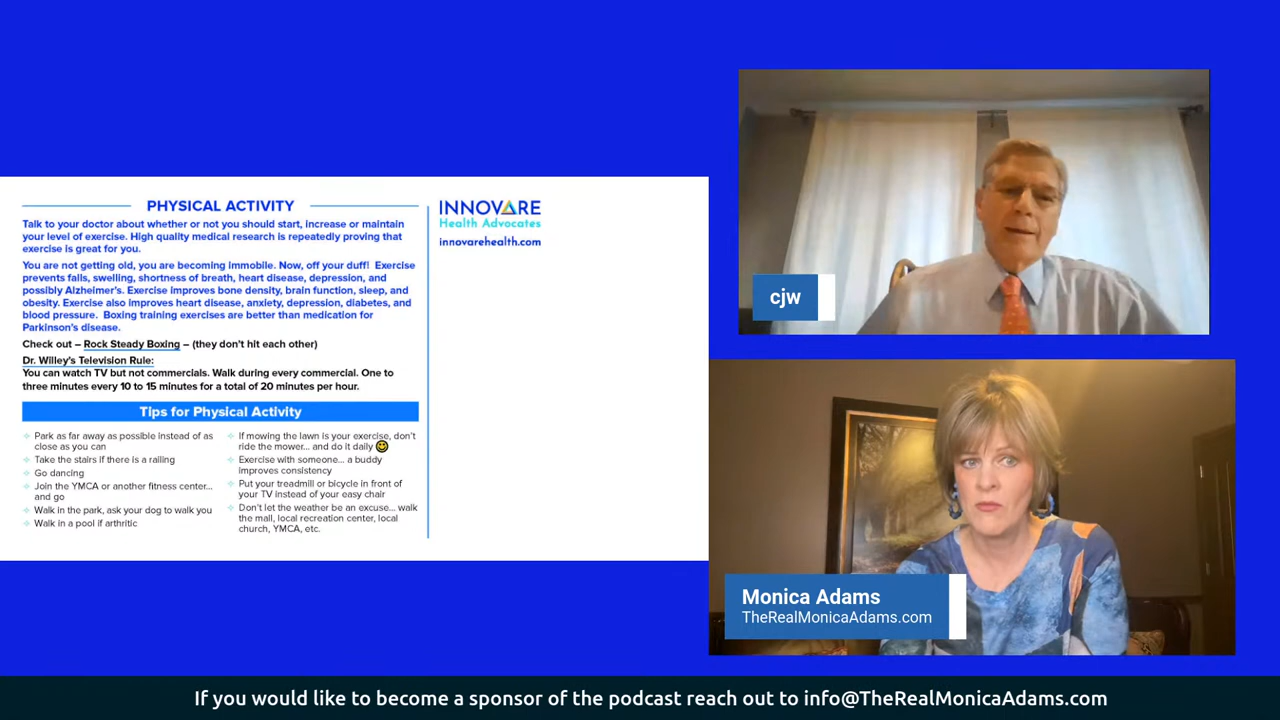 PHYSICAL ACTIVITY
Talk to your doctor about whether or not you should start, increase or maintain
your level of exercise. High quality medical research is repeatedly proving that
exercise is great for you.
You are not getting old, you are becoming immobile. Now, off your duff! Exercise
prevents falls, swelling, shortness of breath, heart disease, depression, and
possibly Alzheimer's. Exercise improves bone density, brain function, sleep, and
obesity. Exercise also improves heart disease, anxiety, depression, diabetes, and
blood pressure. Boxing training exercises are better than medication for
Parkinson's disease.
Check out – Rock Steady Boxing – (they don't hit each other)
Dr. Willey's Television Rule:
You can watch TV but not commercials. Walk during every commercial. One to
three minutes every 10 to 15 minutes for a total of 20 minutes per hour.
Tips for Physical Activity
Park as far away as possible instead of as
close as you can
Take the stairs if there is a railing
Go dancing
Join the YMCA or another fitness center...
and go
Walk in the park, ask your dog to walk you
Walk in a pool if arthritic
If mowing the lawn is your exercise, don't
ride the mower... and do it daily
Exercise with someone... a buddy
improves consistency
Put your treadmill or bicycle in front of
your TV instead of your easy chair
Don't let the weather be an excuse... walk
the mall, local recreation center, local
church, YMCA, etc.
INNOVARE
Health Advocates
innovarehealth.com
cjw
Monica Adams
TheRealMonicaAdams.com
If you would like to become a sponsor of the podcast reach out to info@TheRealMonicaAdams.com